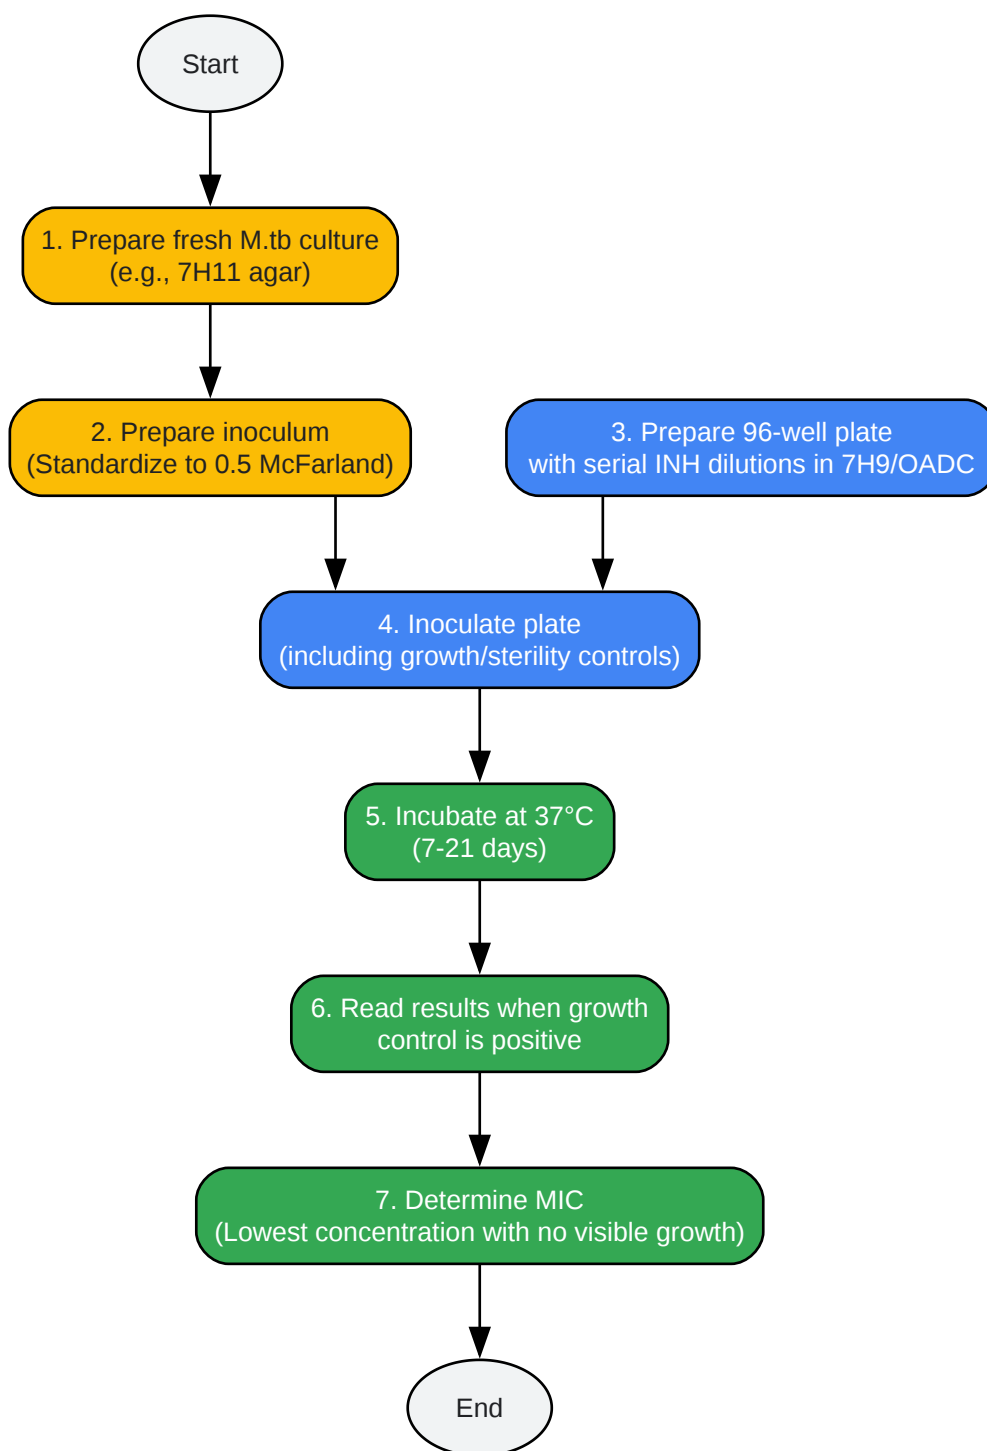 Start
1. Prepare fresh M.tb culture
(e.g., 7H11 agar)
2. Prepare inoculum
(Standardize to 0.5 McFarland)
3. Prepare 96-well plate
with serial INH dilutions in 7H9/OADC
4. Inoculate plate
(including growth/sterility controls)
5. Incubate at 37°C
(7-21 days)
6. Read results when growth
control is positive
7. Determine MIC
(Lowest concentration with no visible growth)
End